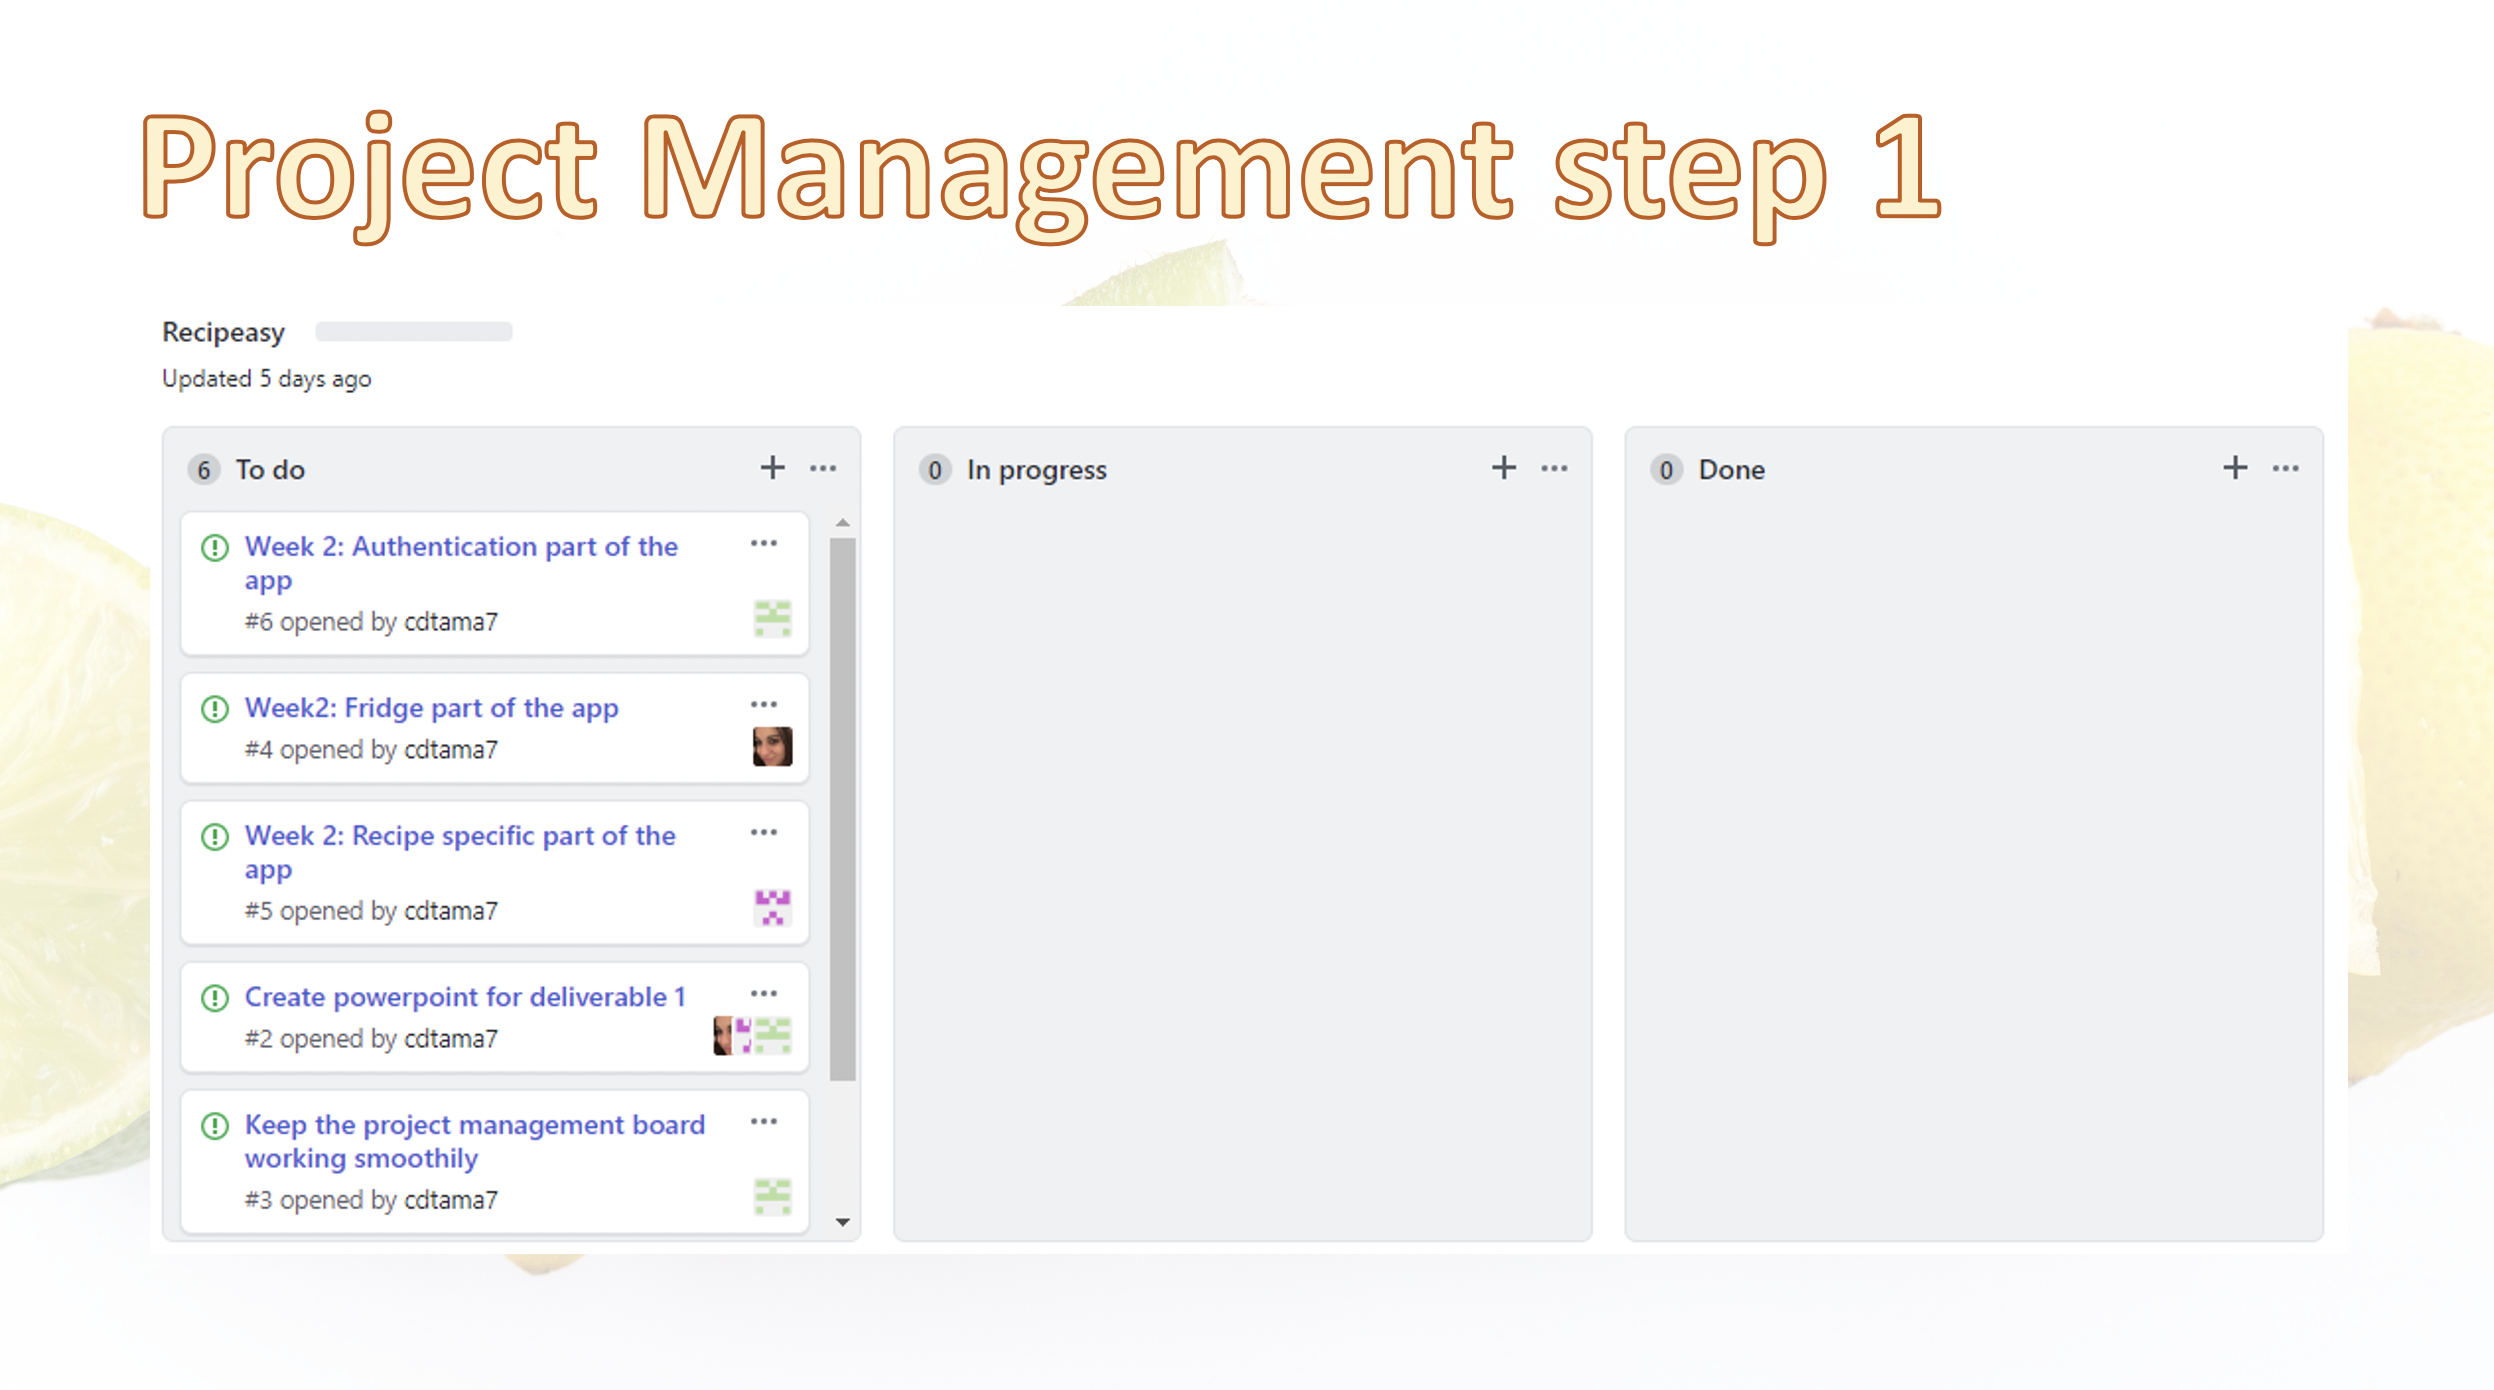 Project Management step 1
Recipeasy
Updated 5 days ago
6 To do
Week 2: Authentication part of the
app
#6 opened by cdtama7
Week2: Fridge part of the app
#4 opened by cdtama7
Week 2: Recipe specific part of the
app
#5 opened by cdtama7
Create powerpoint for deliverable 1
#2 opened by cdtama7
Keep the project management board
working smoothily
#3 opened by cdtama7
0 In progress
0 Done